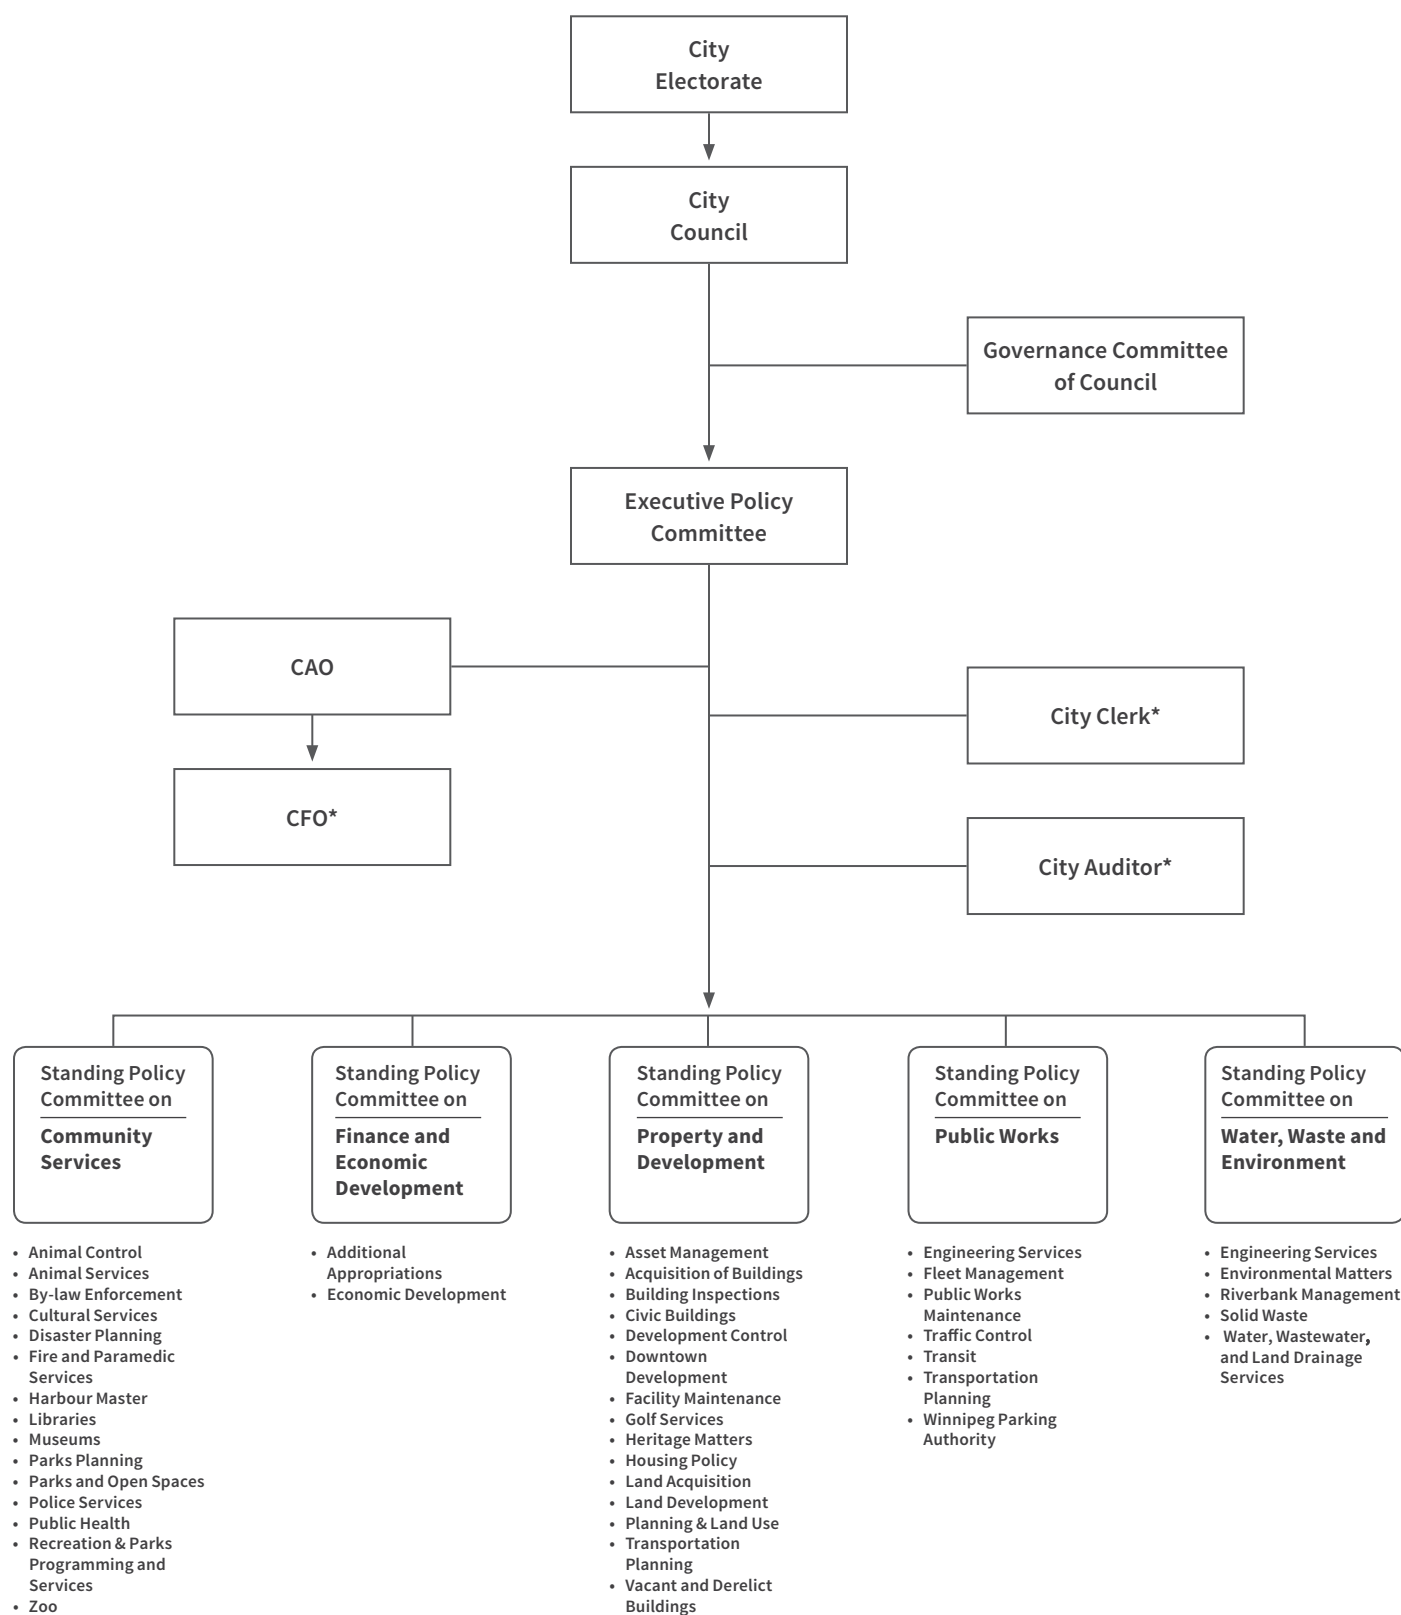 City
Electorate
City
Council
Governance Committee
of Council
Executive Policy
Committee
CAO
City Clerk*
CFO*
City Auditor*
Standing Policy
Committee on
Community
Services
• Animal Control
• Animal Services
• By-law Enforcement
• Cultural Services
• Disaster Planning
• Fire and Paramedic
Services
• Harbour Master
• Libraries
• Museums
• Parks Planning
• Parks and Open Spaces
• Police Services
• Public Health
• Recreation & Parks
Programming and
Services
• Zoo
Standing Policy
Committee on
Finance and
Economic
Development
• Additional
Appropriations
• Economic Development
Standing Policy
Committee on
Property and
Development
• Asset Management
• Acquisition of Buildings
• Building Inspections
• Civic Buildings
• Development Control
• Downtown
Development
• Facility Maintenance
• Golf Services
• Heritage Matters
• Housing Policy
• Land Acquisition
• Land Development
• Planning & Land Use
• Transportation
Planning
• Vacant and Derelict
Buildings
Standing Policy
Committee on
Public Works
• Engineering Services
• Fleet Management
• Public Works
Maintenance
• Traffic Control
• Transit
• Transportation
Planning
• Winnipeg Parking
Authority
Standing Policy
Committee on
Water, Waste and
Environment
• Engineering Services
• Environmental Matters
• Riverbank Management
• Solid Waste
• Water, Wastewater,
and Land Drainage
Services